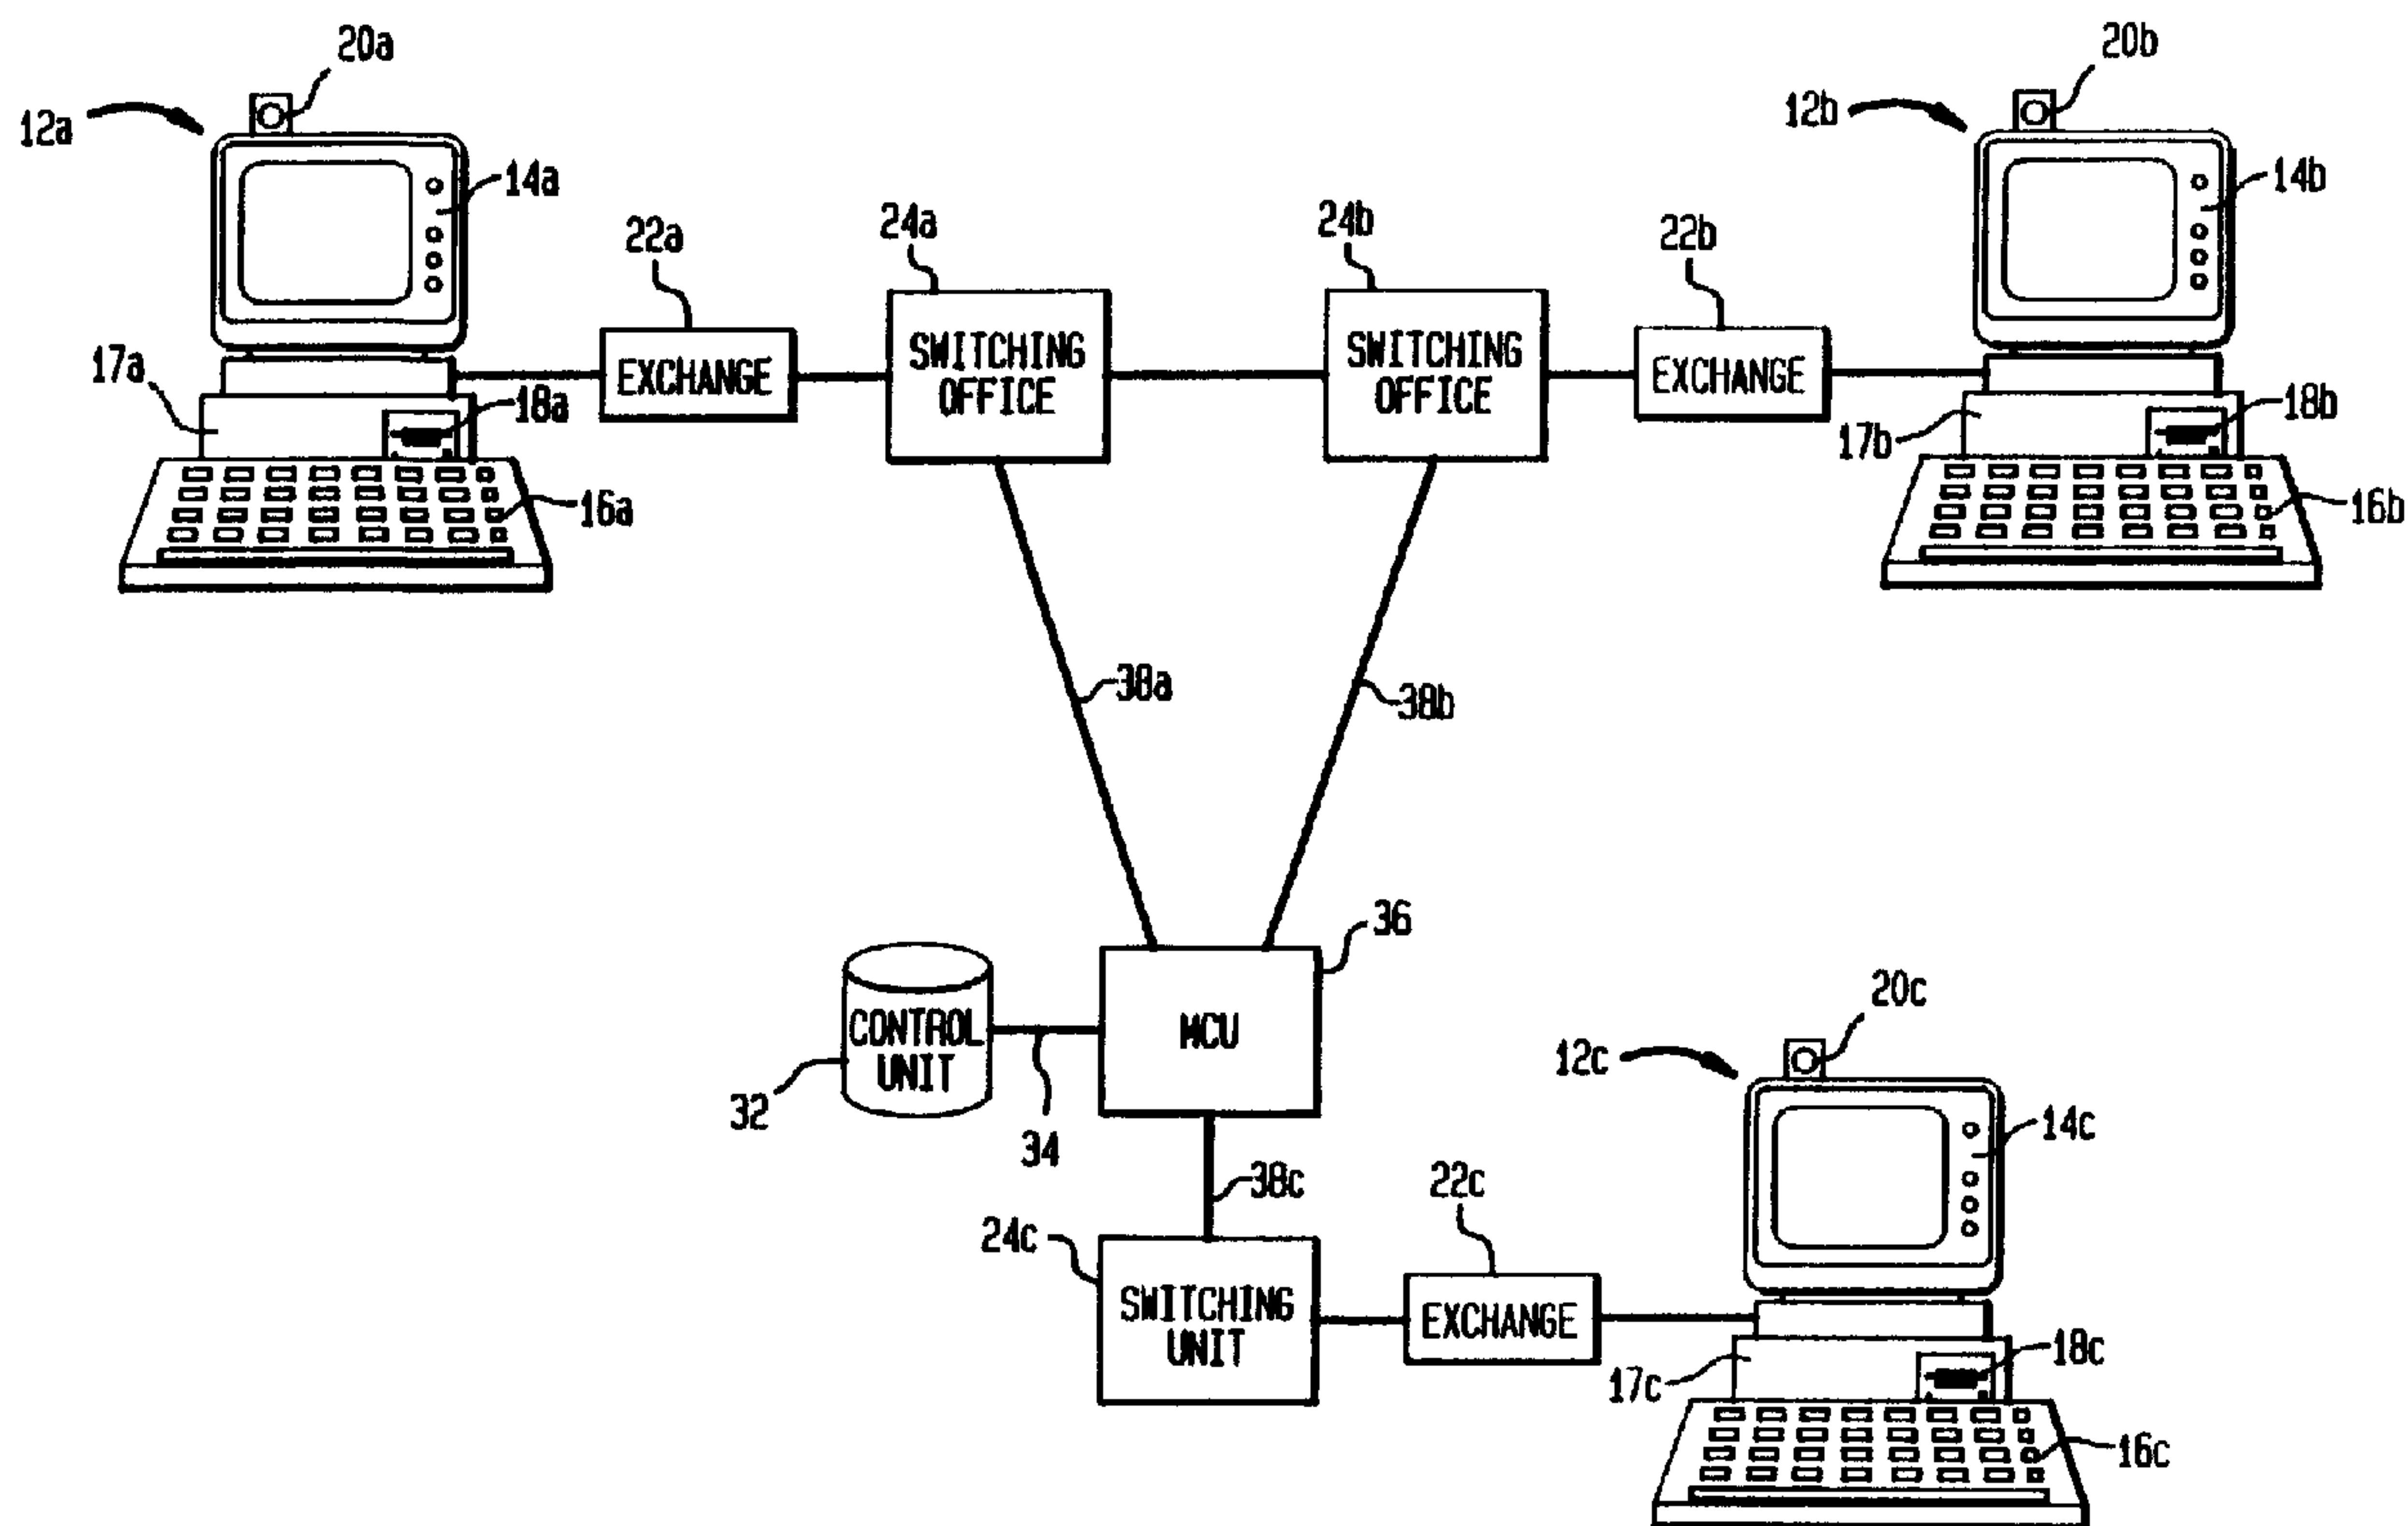 20a
20b
12a
12b
14a
14b
22a
24a
24b
22b
EXCHANGE
SWITCHING
OFFICE
SWITCHING
OFFICE
EXCHANGE
17a
18a
17b
18b
16a
16b
38a
38b
36
CONTROL
UNIT
MCU
32
34
20c
12c
14c
38c
22c
24c
SWITCHING
UNIT
EXCHANGE
17c
18c
16c